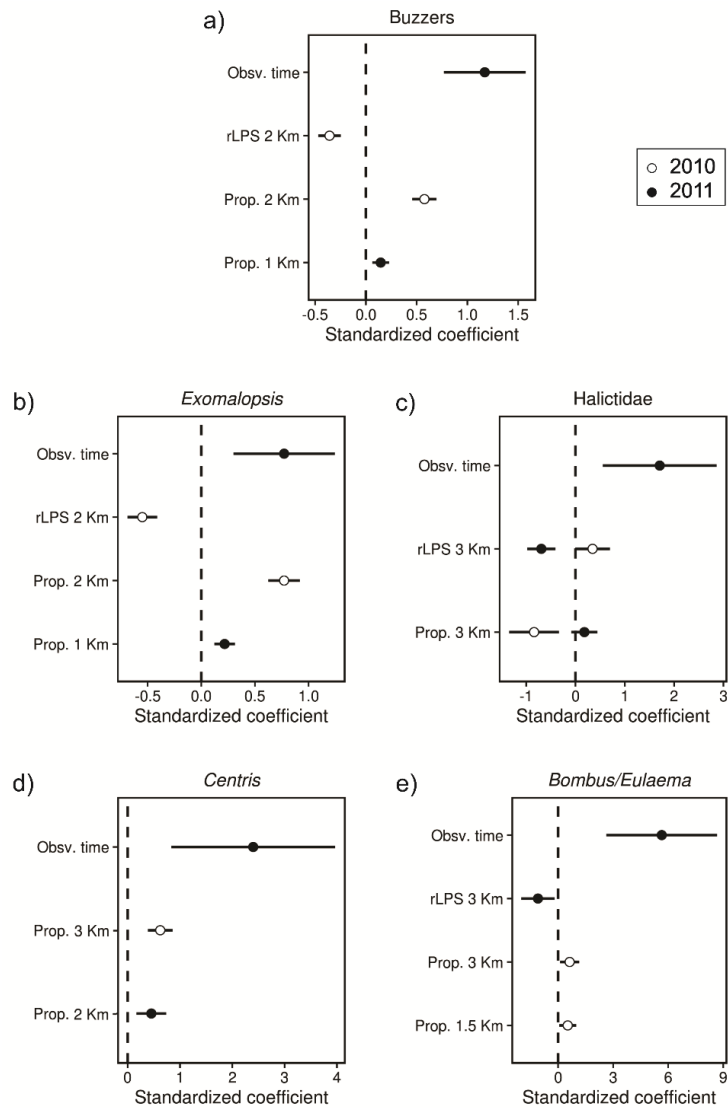 a)
Buzzers
Obsv. time
rLPS 2 Km
Prop. 2 Km
Prop. 1 Km
-0.5 0.0 0.5 1.0 1.5
Standardized coefficient
2010
2011
b)
Exomalopsis
Obsv. time
rLPS 2 Km
Prop. 2 Km
Prop. 1 Km
-0.5 0.0 0.5 1.0
Standardized coefficient
c)
Halictidae
Obsv. time
rLPS 3 Km
Prop. 3 Km
-1 0 1 2 3
Standardized coefficient
d)
Centris
Obsv. time
Prop. 3 Km
Prop. 2 Km
0 1 2 3 4
Standardized coefficient
e)
Bombus/Eulaema
Obsv. time
rLPS 3 Km
Prop. 3 Km
Prop. 1.5 Km
0 3 6 9
Standardized coefficient